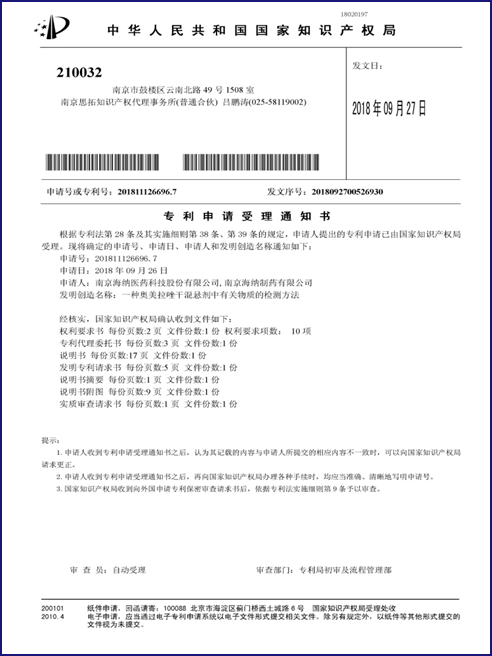 18020197
中华人民共和国国家知识产权局
发文日：
210032
南京市鼓楼区云南北路 49 号 1508 室
南京思拓知识产权代理事务所(普通合伙) 吕鹏涛(025-58119002)
2018 年 09 月 27 日
申请号或专利号：201811126696.7 发文序号：2018092700526930
专利申请受理通知书
根据专利法第 28 条及其实施细则第 38 条、第 39 条的规定，申请人提出的专利申请已由国家知识产权局
受理。现将确定的申请号、申请日、申请人和发明创造名称通知如下：
申请号：201811126696.7
申请日：2018 年 09 月 26 日
申请人：南京海纳医药科技股份有限公司,南京海纳制药有限公司
发明创造名称：一种奥美拉唑干混悬剂中有关物质的检测方法
经核实，国家知识产权局确认收到文件如下：
权利要求书 每份页数:2 页 文件份数:1 份 权利要求项数： 10 项
专利代理委托书 每份页数:3 页 文件份数:1 份
说明书 每份页数:17 页 文件份数:1 份
发明专利请求书 每份页数:5 页 文件份数:1 份
说明书摘要 每份页数:1 页 文件份数:1 份
说明书附图 每份页数:9 页 文件份数:1 份
实质审查请求书 每份页数:1 页 文件份数:1 份
提示：
1.申请人收到专利申请受理通知书之后，认为其记载的内容与申请人所提交的相应内容不一致时，可以向国家知识产权局
请求更正。
2.申请人收到专利申请受理通知书之后，再向国家知识产权局办理各种手续时，均应当准确、清晰地写明申请号。
3.国家知识产权局收到向外国申请专利保密审查请求书后，依据专利法实施细则第 9 条予以审查。
审 查 员：自动受理 审查部门：专利局初审及流程管理部
200101 纸件申请，回函请寄：100088 北京市海淀区蓟门桥西土城路 6 号 国家知识产权局受理处收
2010.4 电子申请，应当通过电子专利申请系统以电子文件形式提交相关文件。除另有规定外，以纸件等其他形式提交的
文件视为未提交。